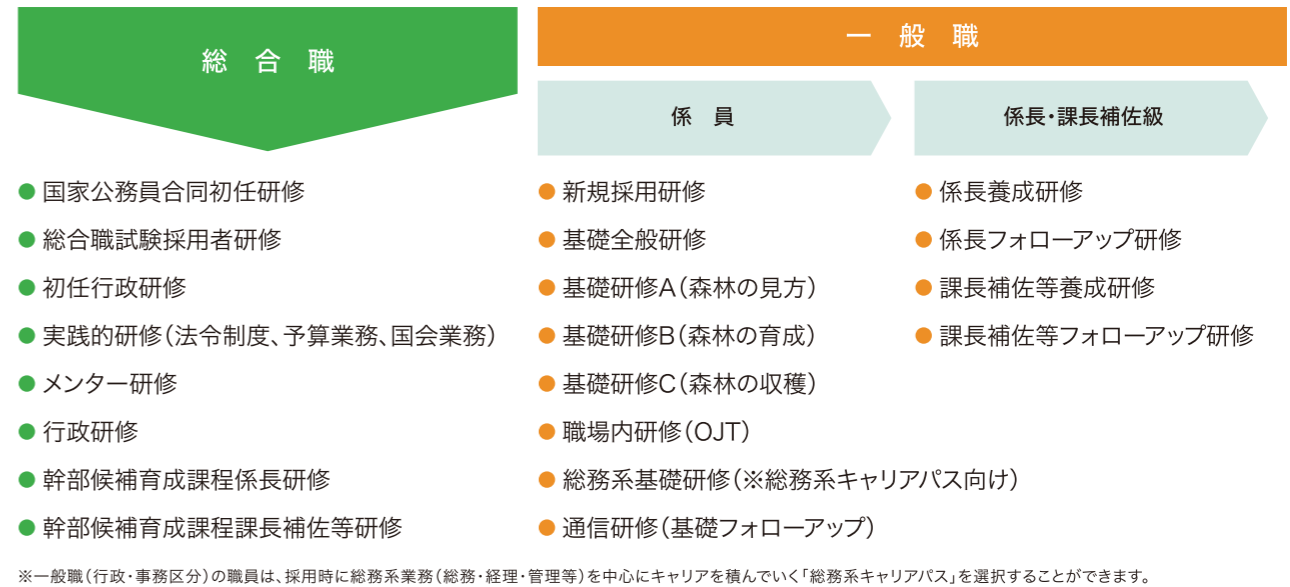 総合職
国家公務員合同初任研修
総合職試験採用者研修
初任行政研修
実践的研修(法令制度、予算業務、国会業務)
メンター研修
行政研修
幹部候補育成課程係長研修
幹部候補育成課程課長補佐等研修
一般職
係員
新規採用研修
基礎全般研修
基礎研修A(森林の見方)
基礎研修B(森林の育成)
基礎研修C(森林の収穫)
職場内研修(OJT)
総務系基礎研修(※総務系キャリアパス向け)
通信研修(基礎フォローアップ)
係長・課長補佐級
係長養成研修
係長フォローアップ研修
課長補佐等養成研修
課長補佐等フォローアップ研修
※一般職(行政・事務区分)の職員は、採用時に総務系業務(総務・経理・管理等)を中心にキャリアを積んでいく「総務系キャリアパス」を選択することができます。